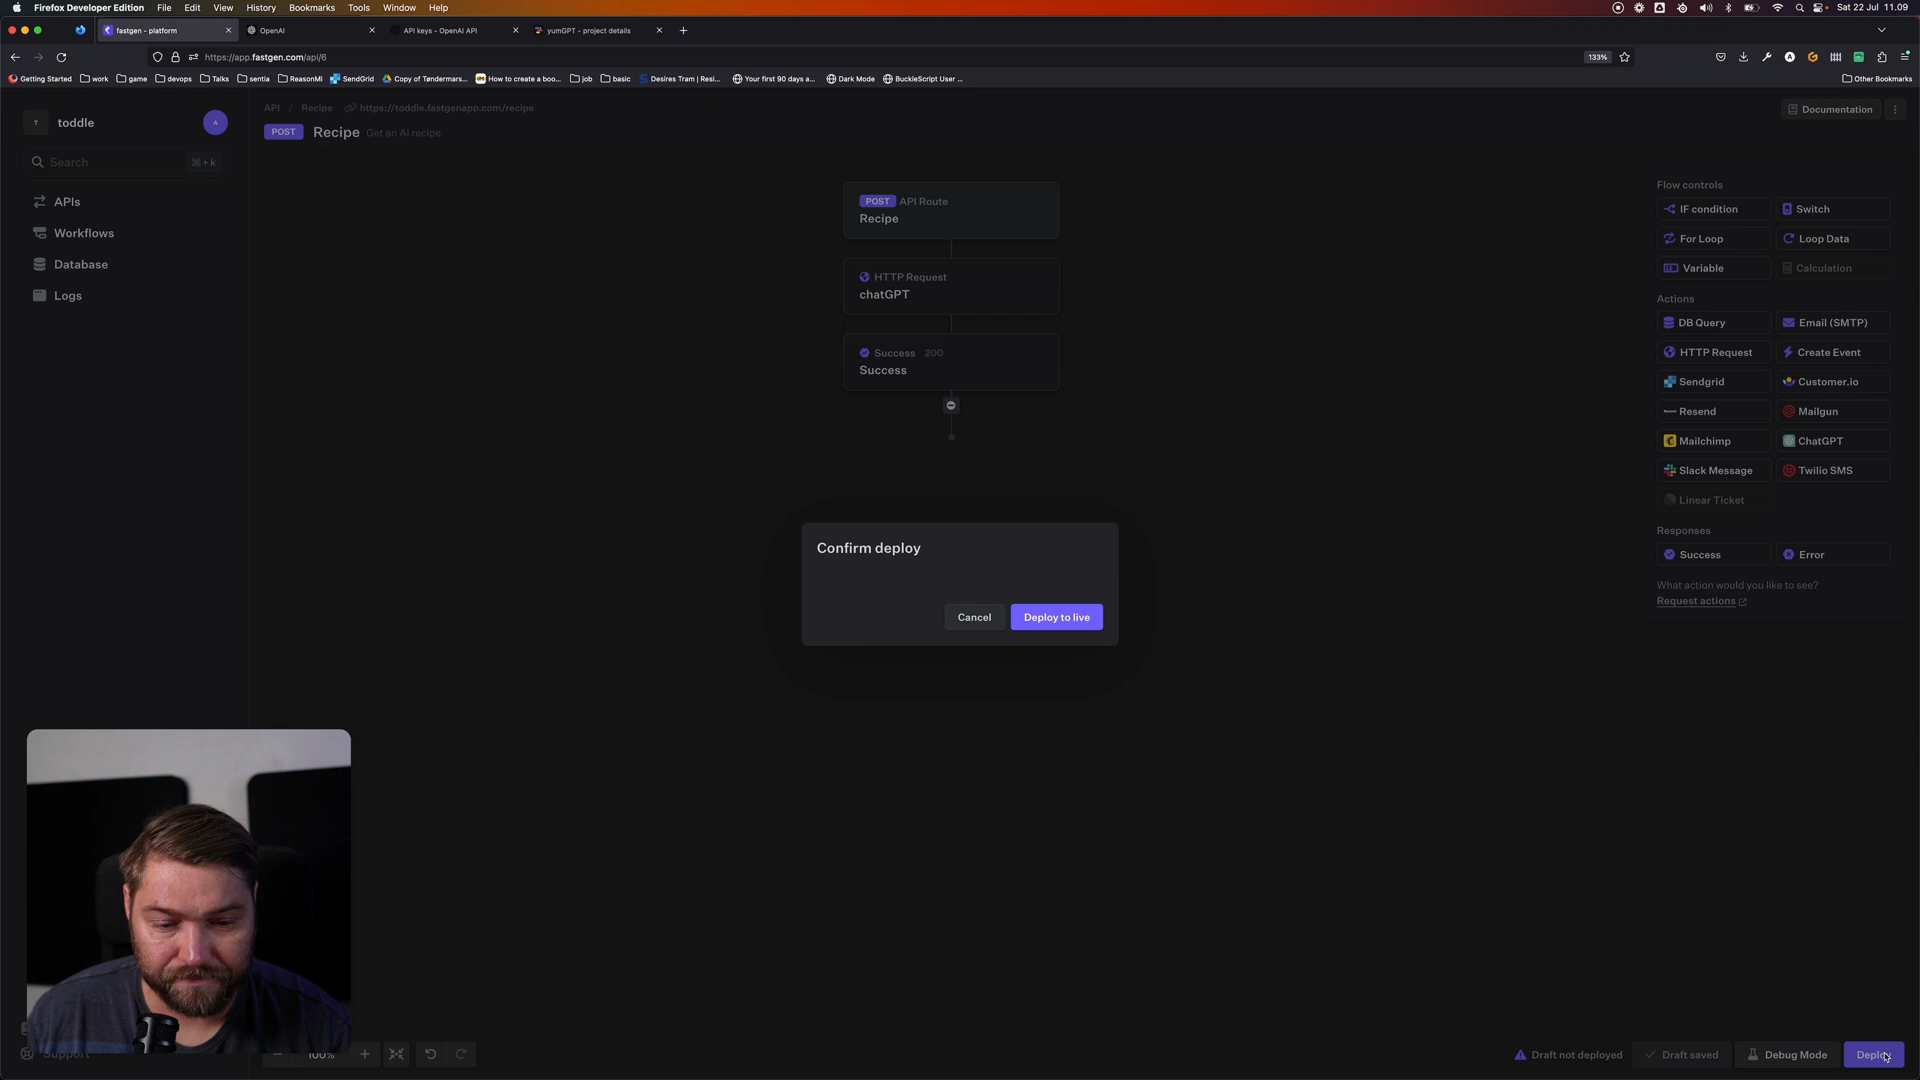 Firefox Developer Edition File Edit View History Bookmarks Tools Window Help Sat 22 Jul 11.09
fastgen - platform OpenAI API keys - OpenAI API yumGPT - project details
https://app.fastgen.com/api/6 133%
Getting Started work game devops Talks sentia ReasonMl SendGrid Copy of Tøndermars... How to create a boo... job basic Desires Tram | Resi... Your first 90 days a... Dark Mode BuckleScript User ... Other Bookmarks
T toddle A
Search ⌘+k
APIs
Workflows
Database
Logs
Support
API / Recipe https://toddle.fastgenapp.com/recipe
POST Recipe Get an AI recipe
Documentation
POST API Route
Recipe
HTTP Request
chatGPT
Success 200
Success
Confirm deploy
Cancel Deploy to live
Flow controls
IF condition Switch
For Loop Loop Data
Variable Calculation
Actions
DB Query Email (SMTP)
HTTP Request Create Event
Sendgrid Customer.io
Resend Mailgun
Mailchimp ChatGPT
Slack Message Twilio SMS
Linear Ticket
Responses
Success Error
What action would you like to see?
Request actions
100%
Draft not deployed Draft saved Debug Mode Deploy